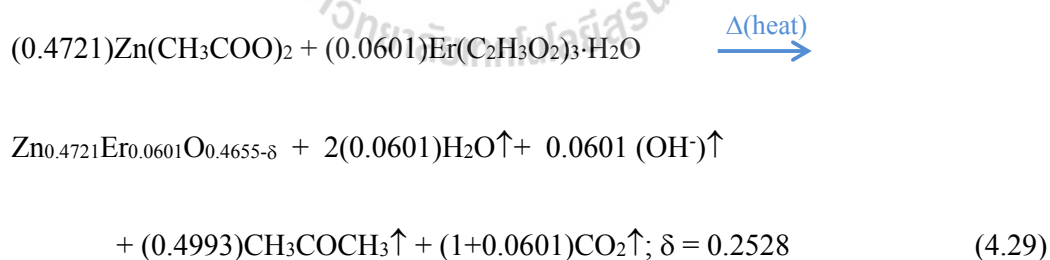 (0.4721)Zn(CH₃COO)₂ + (0.0601)Er(C₂H₃O₂)₃·H₂O Δ(heat) →
Zn₀.₄₇₂₁Er₀.₀₆₀₁O₀.₄₆₅₅₋δ + 2(0.0601)H₂O↑+ 0.0601 (OH⁻)↑
+ (0.4993)CH₃COCH₃↑ + (1+0.0601)CO₂↑; δ = 0.2528 (4.29)